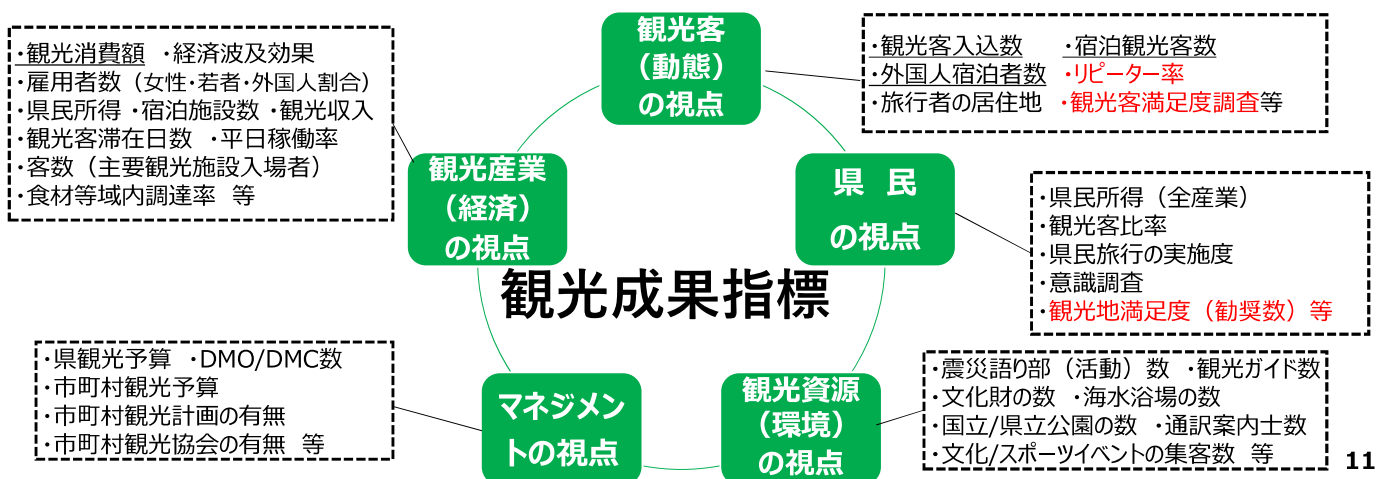 観光客
（動態）
の視点
・観光客入込数　・宿泊観光客数
・外国人宿泊者数　・リピーター率
・旅行者の居住地　・観光客満足度調査等
・観光消費額　・経済波及効果
・雇用者数（女性・若者・外国人割合）
・県民所得・宿泊施設数・観光収入
・観光客滞在日数　・平日稼働率
・客数（主要観光施設入場者）
・食材等域内調達率　等
観光産業
（経済）
の視点
県　民
の視点
・県民所得（全産業）
・観光客比率
・県民旅行の実施度
・意識調査
・観光地満足度（勧奨数）等
観光成果指標
・県観光予算　・DMO/DMC数
・市町村観光予算
・市町村観光計画の有無
・市町村観光協会の有無　等
マネジメン
トの視点
観光資源
（環境）
の視点
・震災語り部（活動）数　・観光ガイド数
・文化財の数　・海水浴場の数
・国立/県立公園の数　・通訳案内士数
・文化/スポーツイベントの集客数　等
11